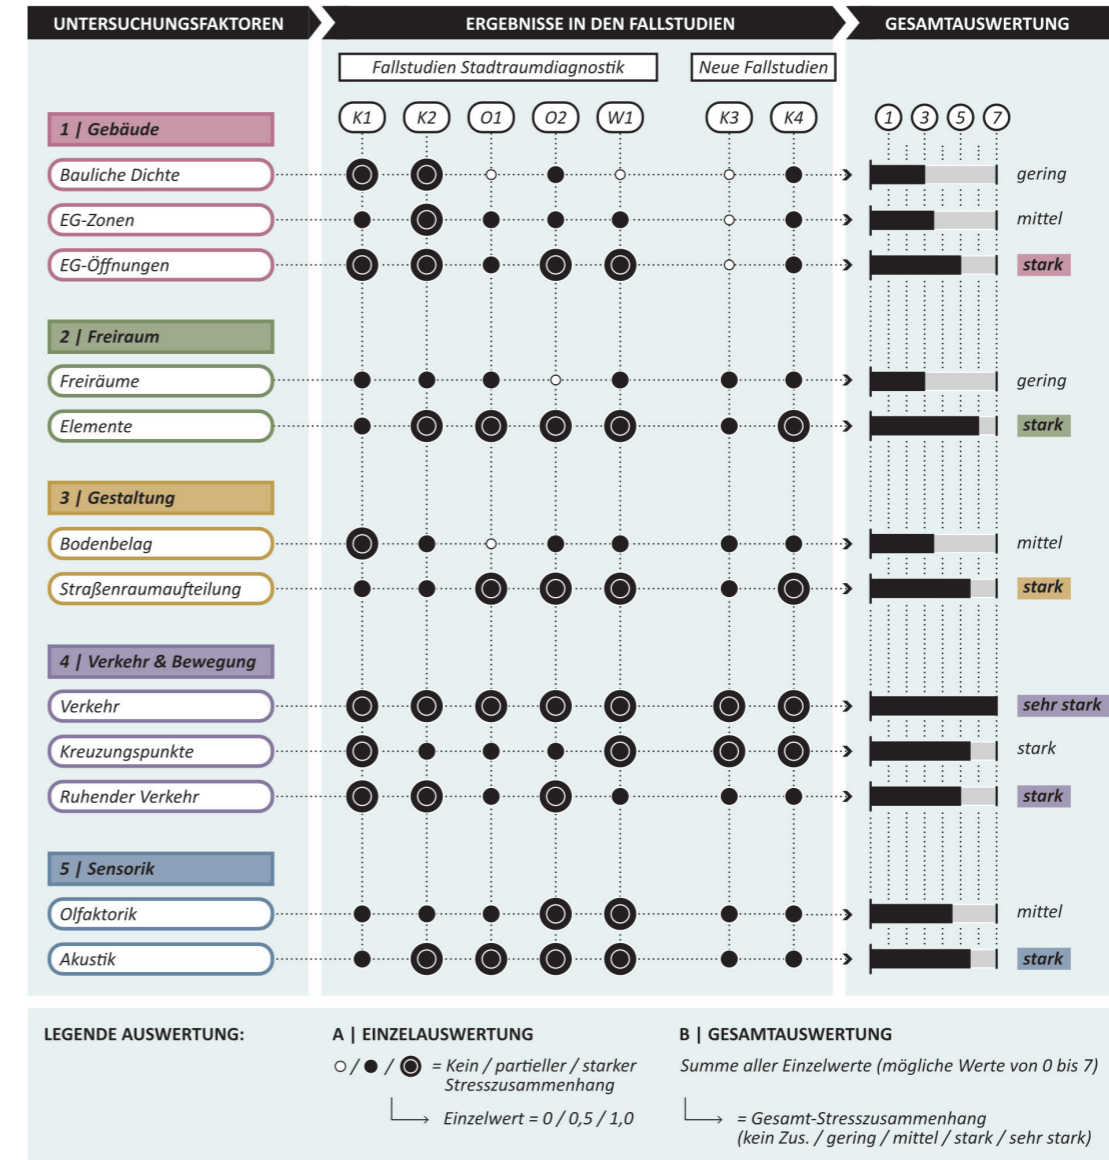 UNTERSUCHUNGSFAKTOREN
ERGEBNISSE IN DEN FALLSTUDIEN
GESAMTAUSWERTUNG
Fallstudien Stadtraumdiagnostik
Neue Fallstudien
K1 K2 O1 O2 W1 K3 K4
1 3 5 7
1 | Gebäude
Bauliche Dichte
gering
EG-Zonen
mittel
EG-Öffnungen
stark
2 | Freiraum
Freiräume
gering
Elemente
stark
3 | Gestaltung
Bodenbelag
mittel
Straßenraumaufteilung
stark
4 | Verkehr & Bewegung
Verkehr
sehr stark
Kreuzungspunkte
stark
Ruhender Verkehr
stark
5 | Sensorik
Olfaktorik
mittel
Akustik
stark
LEGENDE AUSWERTUNG:
A | EINZELAUSWERTUNG
/ / = Kein / partieller / starker
Stresszusammenhang
Einzelwert = 0 / 0,5 / 1,0
B | GESAMTAUSWERTUNG
Summe aller Einzelwerte (mögliche Werte von 0 bis 7)
= Gesamt-Stresszusammenhang
(kein Zus. / gering / mittel / stark / sehr stark)